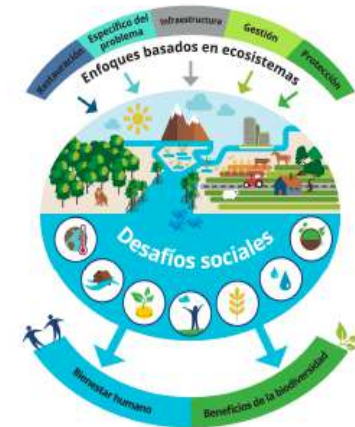 Restauración
Específico del
problema
Infraestructura
Gestión
Protección
Enfoques basados en ecosistemas
Desafíos sociales
Bienestar humano
Beneficios de la biodiversidad